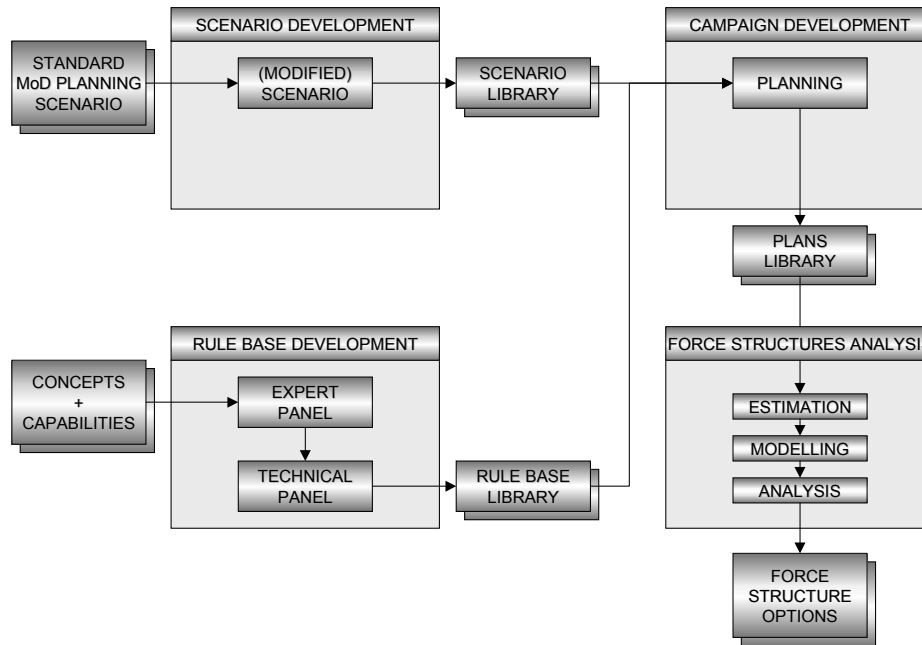 SCENARIO DEVELOPMENT
CAMPAIGN DEVELOPMENT
STANDARD
MoD PLANNING
SCENARIO
(MODIFIED)
SCENARIO
SCENARIO
LIBRARY
PLANNING
PLANS
LIBRARY
RULE BASE DEVELOPMENT
FORCE STRUCTURES ANALYSI
CONCEPTS
+
CAPABILITIES
EXPERT
PANEL
TECHNICAL
PANEL
RULE BASE
LIBRARY
ESTIMATION
MODELLING
ANALYSIS
FORCE
STRUCTURE
OPTIONS